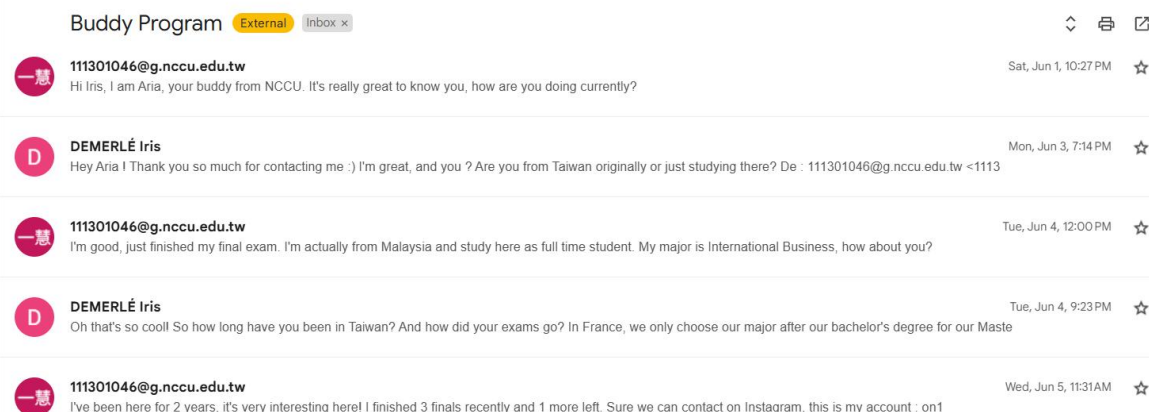 Buddy Program External Inbox ×
一慧 111301046@g.nccu.edu.tw Sat, Jun 1, 10:27 PM
Hi Iris, I am Aria, your buddy from NCCU. It's really great to know you, how are you doing currently?
D DEMERLÉ Iris Mon, Jun 3, 7:14 PM
Hey Aria ! Thank you so much for contacting me :) I'm great, and you ? Are you from Taiwan originally or just studying there? De : 111301046@g.nccu.edu.tw <1113
一慧 111301046@g.nccu.edu.tw Tue, Jun 4, 12:00 PM
I'm good, just finished my final exam. I'm actually from Malaysia and study here as full time student. My major is International Business, how about you?
D DEMERLÉ Iris Tue, Jun 4, 9:23 PM
Oh that's so cool! So how long have you been in Taiwan? And how did your exams go? In France, we only choose our major after our bachelor's degree for our Maste
一慧 111301046@g.nccu.edu.tw Wed, Jun 5, 11:31 AM
I've been here for 2 years, it's very interesting here! I finished 3 finals recently and 1 more left. Sure we can contact on Instagram, this is my account : on1